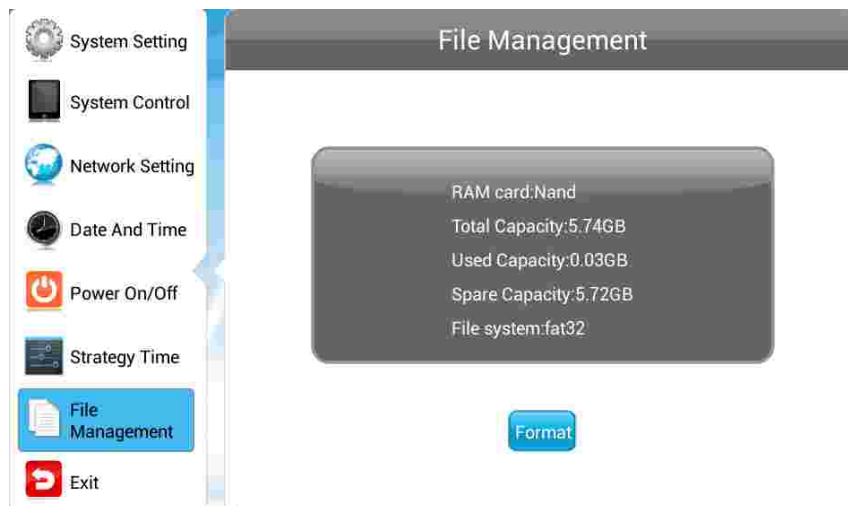 System Setting
System Control
Network Setting
Date And Time
Power On/Off
Strategy Time
File
Management
Exit
File Management
RAM card:Nand
Total Capacity:5.74GB
Used Capacity:0.03GB
Spare Capacity:5.72GB
File system:fat32
Format